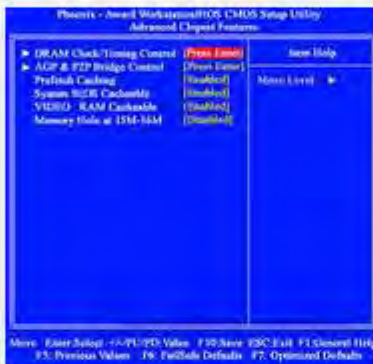 Phoenix - Award WorkstationBIOS CMOS Setup Utility
Advanced Chipset Features
DRAM Clock/Timing Control [Press Enter]
AGP & P2P Bridge Control [Press Enter]
Prefetch Caching [Enabled]
System BIOS Cacheable [Enabled]
VIDEO RAM Cacheable [Enabled]
Memory Hole at 15M-16M [Disabled]
Item Help
Menu Level
Move Enter:Select +/-/PU/PD:Value F10:Save ESC:Exit F1:General Help
F5: Previous Values F6: FailSafe Defaults F7: Optimized Defaults